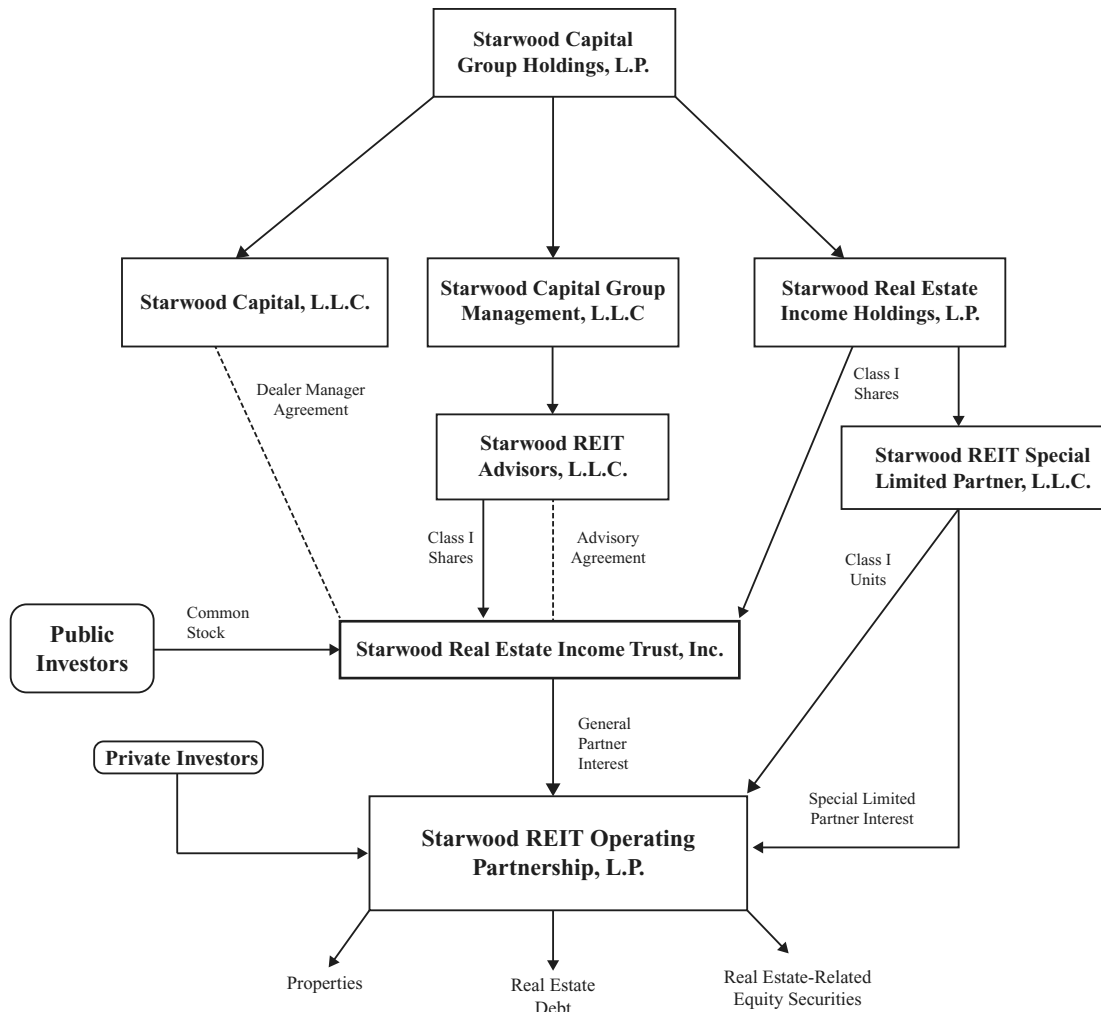 Starwood Capital
Group Holdings, L.P.
Starwood Capital, L.L.C.
Starwood Capital Group
Management, L.L.C
Starwood Real Estate
Income Holdings, L.P.
Dealer Manager
Agreement
Class I
Shares
Starwood REIT
Advisors, L.L.C.
Starwood REIT Special
Limited Partner, L.L.C.
Class I
Shares
Advisory
Agreement
Class I
Units
Public
Investors
Common
Stock
Starwood Real Estate Income Trust, Inc.
General
Partner
Interest
Private Investors
Special Limited
Partner Interest
Starwood REIT Operating
Partnership, L.P.
Properties
Real Estate
Debt
Real Estate-Related
Equity Securities